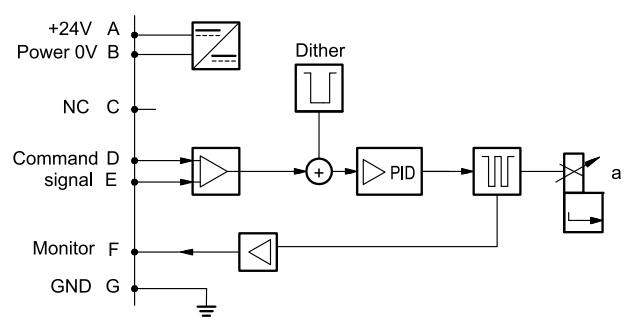 +24V A
Power 0V B
Dither
NC C
Command D
signal E
+
PID
a
Monitor F
GND G